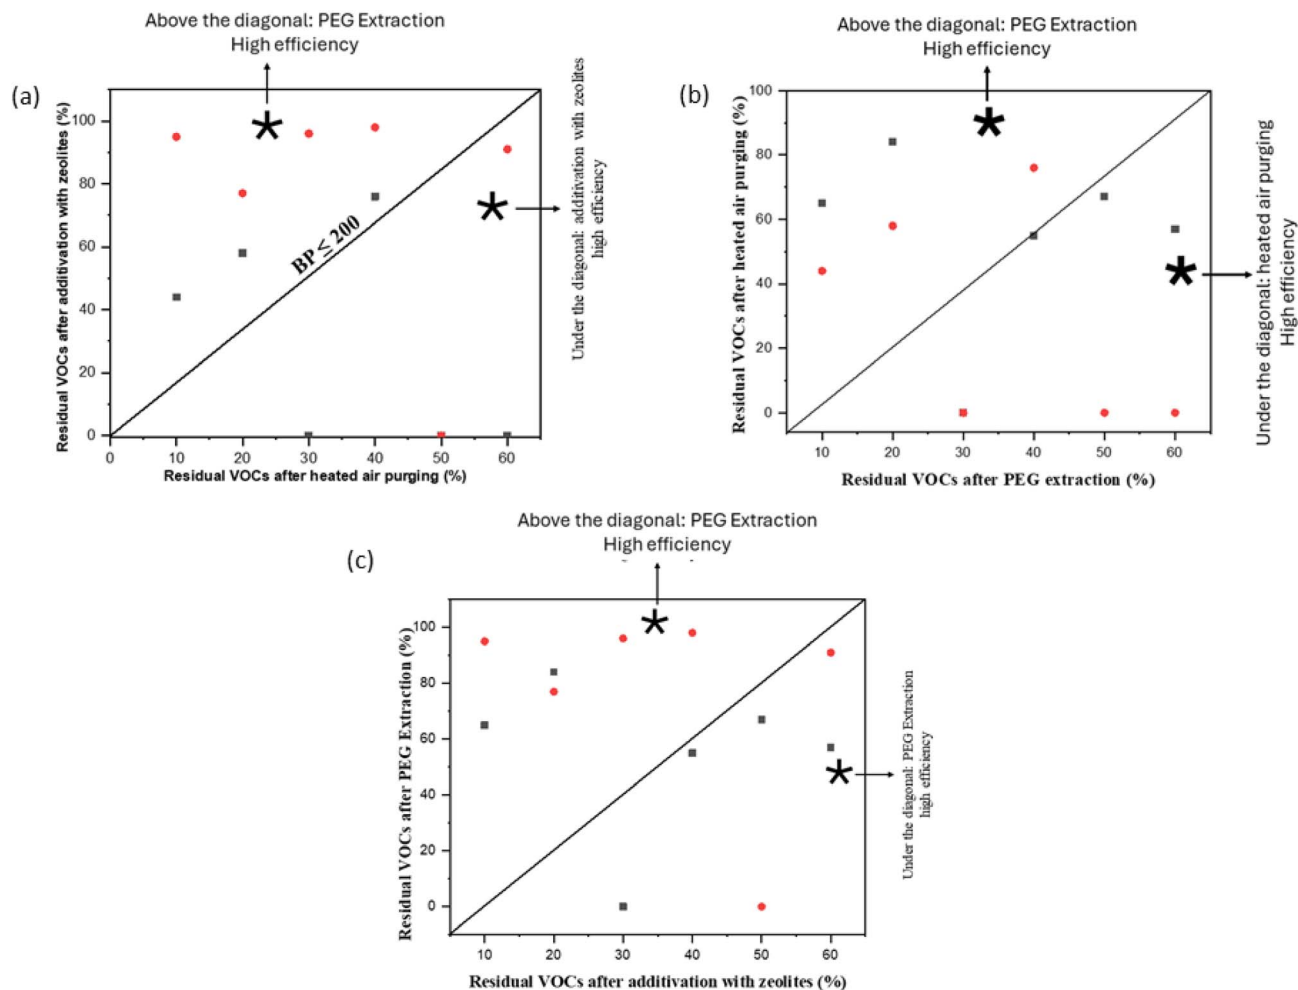 Above the diagonal: PEG Extraction
High efficiency
(a)
Residual VOCs after additivation with zeolites (%)
100
80
60
40
20
0
BP ≤ 200
0 10 20 30 40 50 60
Residual VOCs after heated air purging (%)
Under the diagonal: additivation with zeolites
high efficiency
Above the diagonal: PEG Extraction
High efficiency
(b)
Residual VOCs after heated air purging (%)
100
80
60
40
20
0
10 20 30 40 50 60
Residual VOCs after PEG extraction (%)
Under the diagonal: heated air purging
High efficiency
Above the diagonal: PEG Extraction
High efficiency
(c)
Residual VOCs after PEG Extraction (%)
100
80
60
40
20
0
10 20 30 40 50 60
Residual VOCs after additivation with zeolites (%)
Under the diagonal: PEG Extraction
high efficiency